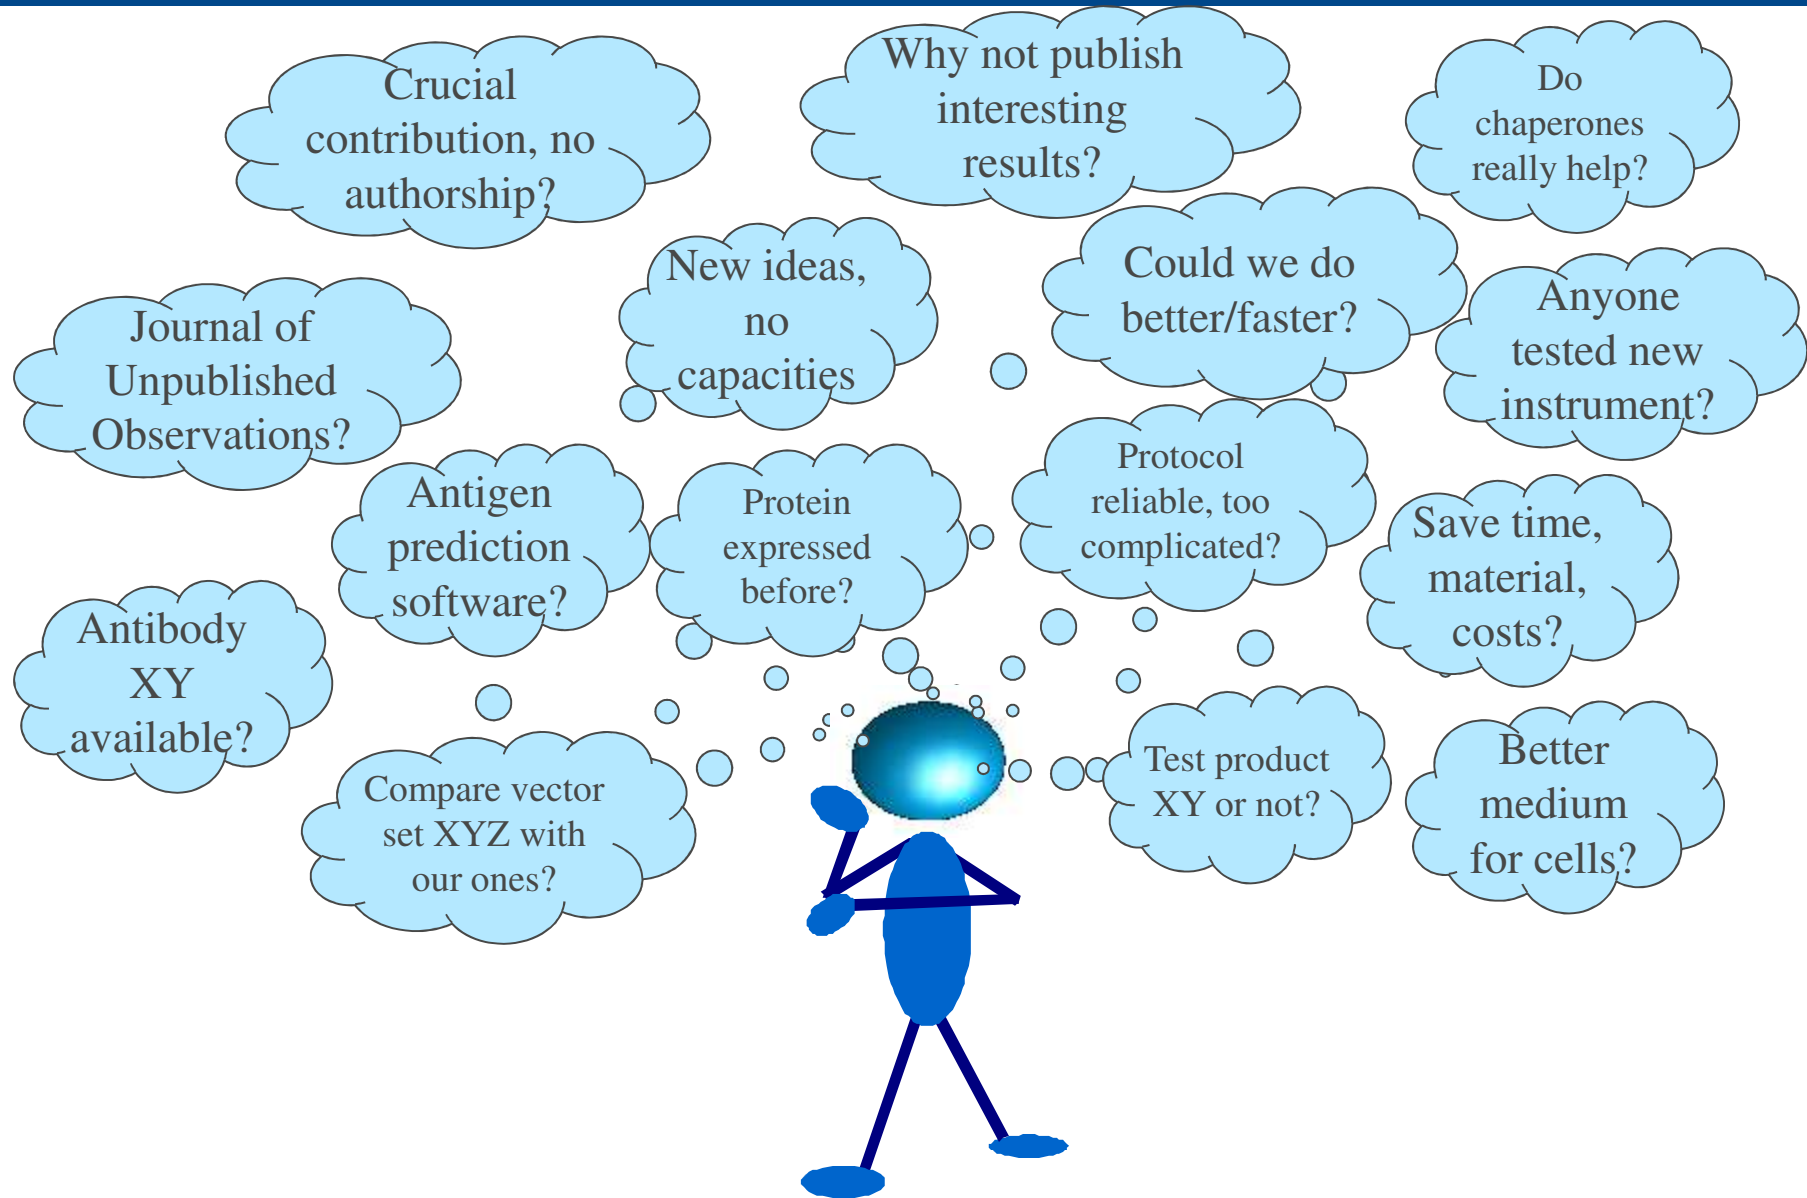 Crucial
contribution, no
authorship?
Why not publish
interesting
results?
Do
chaperones
really help?
New ideas,
no
capacities
Could we do
better/faster?
Anyone
tested new
instrument?
Journal of
Unpublished
Observations?
Antigen
prediction
software?
Protein
expressed
before?
Protocol
reliable, too
complicated?
Save time,
material,
costs?
Antibody
XY
available?
Compare vector
set XYZ with
our ones?
Test product
XY or not?
Better
medium
for cells?